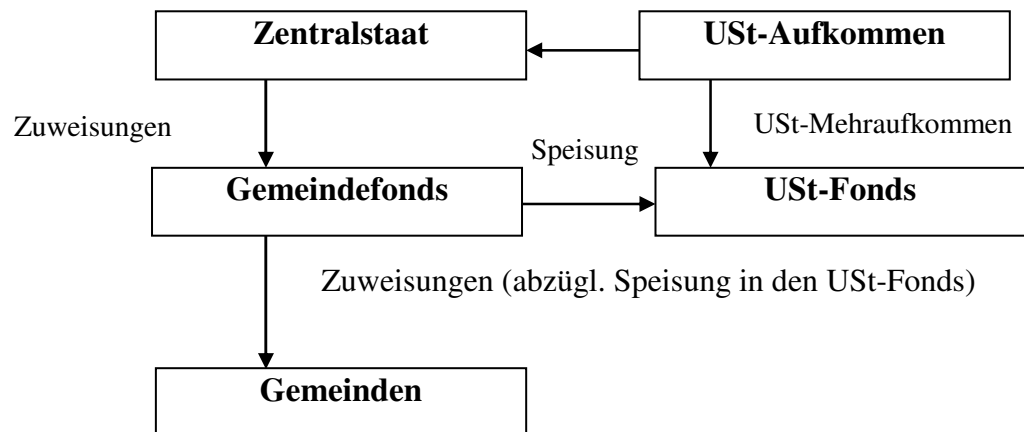 Zentralstaat
USt-Aufkommen
Zuweisungen
USt-Mehraufkommen
Speisung
Gemeindefonds
USt-Fonds
Zuweisungen (abzügl. Speisung in den USt-Fonds)
Gemeinden